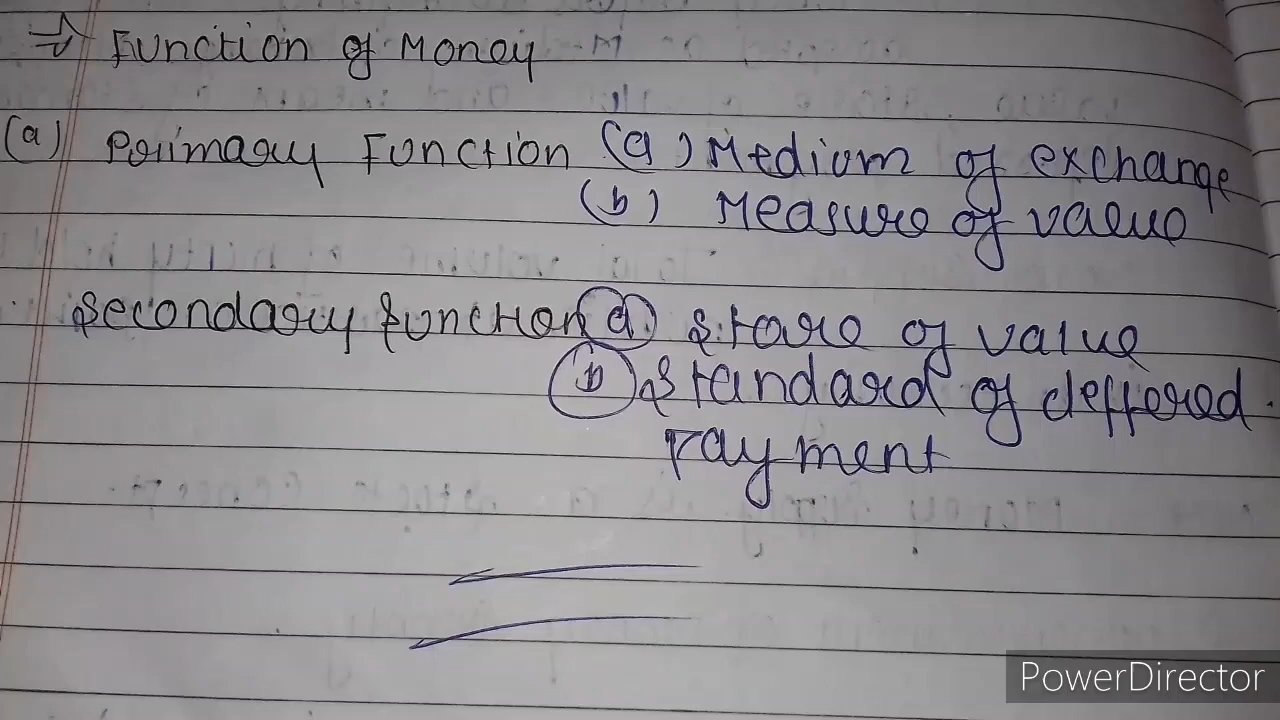 ⇒ Function of Money
(a) Primary Function (a) Medium of exchange
(b) Measure of value
Secondary function (a) Store of value
(b) Standard of deffered
Payment
PowerDirector